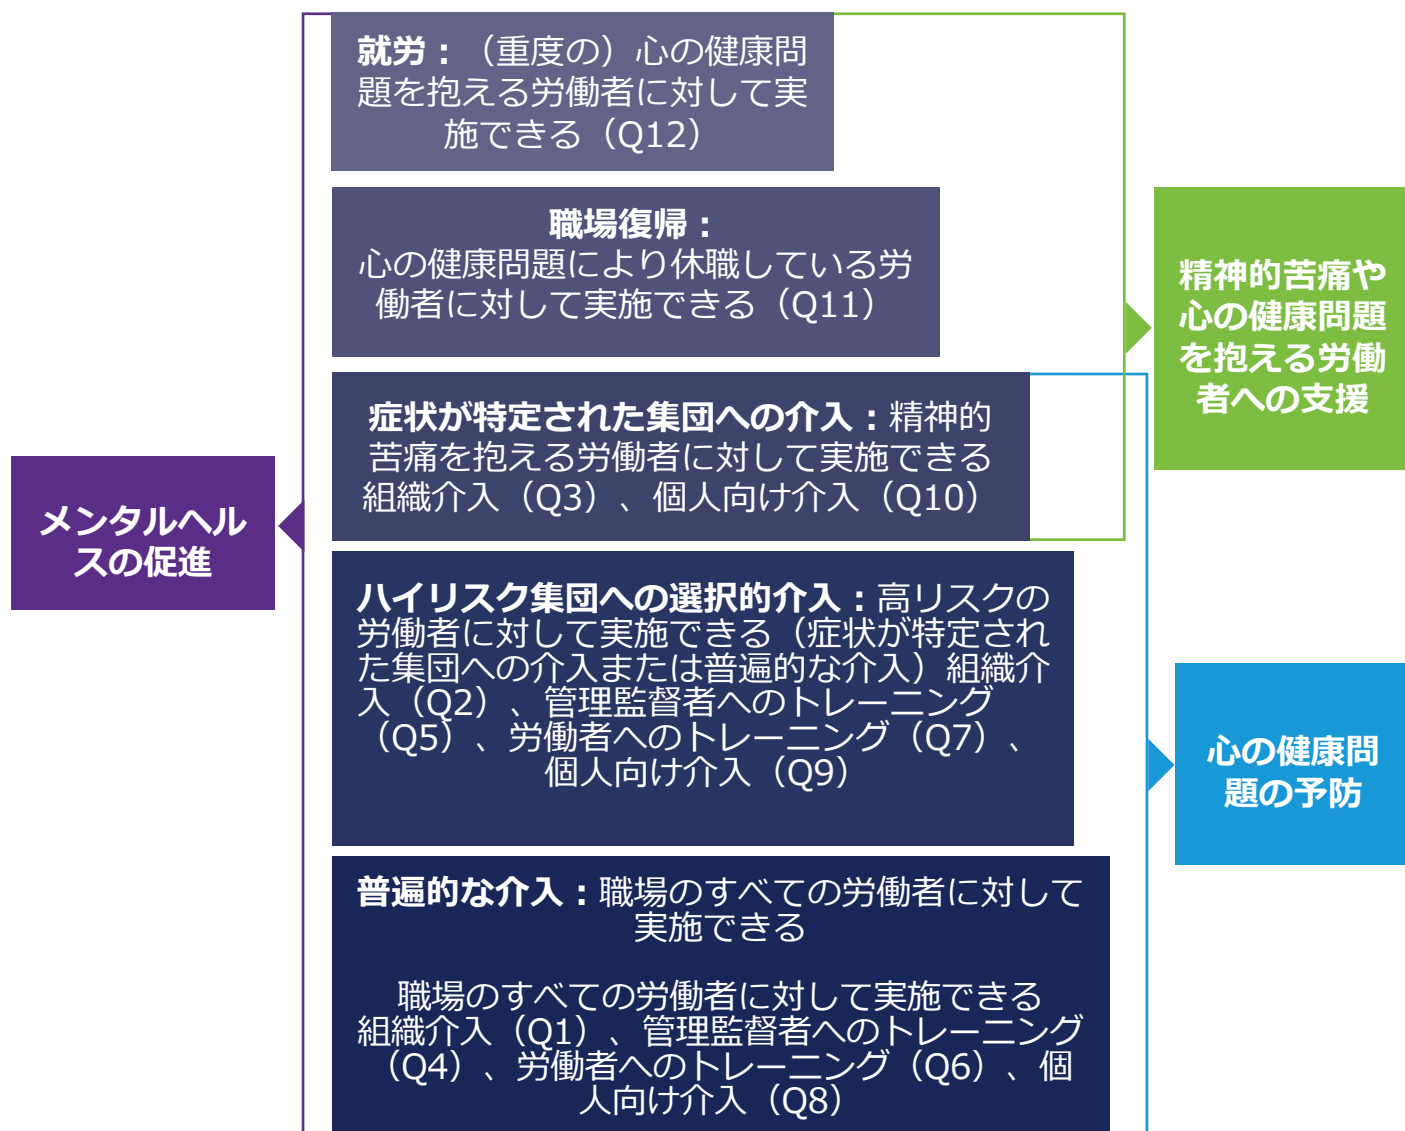 就労：（重度の）心の健康問
題を抱える労働者に対して実
施できる（Q12）
職場復帰：
心の健康問題により休職している労
働者に対して実施できる（Q11）
症状が特定された集団への介入：精神的
苦痛を抱える労働者に対して実施できる
組織介入（Q3）、個人向け介入（Q10）
ハイリスク集団への選択的介入：高リスクの
労働者に対して実施できる（症状が特定され
た集団への介入または普遍的な介入）組織介
入（Q2）、管理監督者へのトレーニング
（Q5）、労働者へのトレーニング（Q7）、
個人向け介入（Q9）
普遍的な介入：職場のすべての労働者に対して
実施できる
職場のすべての労働者に対して実施できる
組織介入（Q1）、管理監督者へのトレーニング
（Q4）、労働者へのトレーニング（Q6）、個
人向け介入（Q8）
メンタルヘル
スの促進
精神的苦痛や
心の健康問題
を抱える労働
者への支援
心の健康問
題の予防